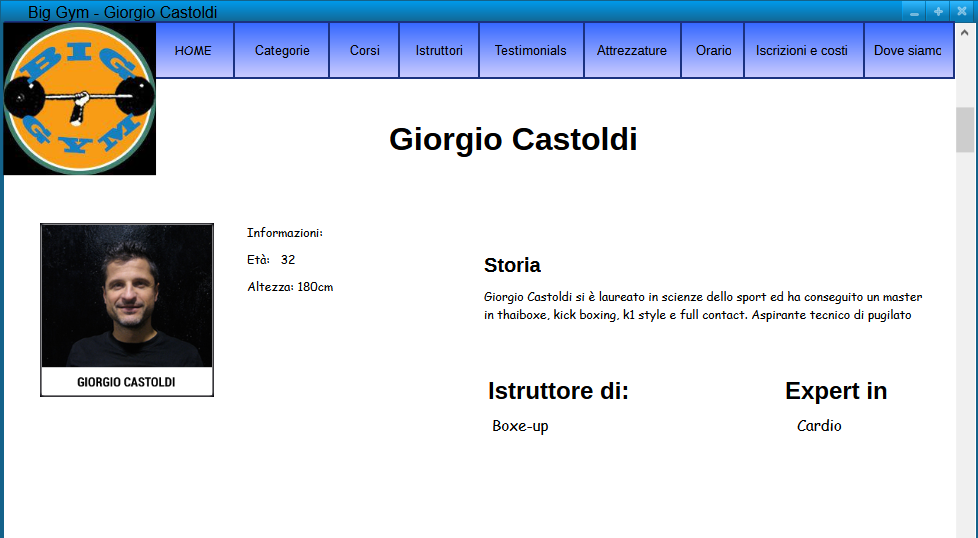 Big Gym - Giorgio Castoldi
BIG
GYM
HOME
Categorie
Corsi
Istruttori
Testimonials
Attrezzature
Orario
Iscrizioni e costi
Dove siamo
Giorgio Castoldi
GIORGIO CASTOLDI
Informazioni:
Età: 32
Altezza: 180cm
Storia
Giorgio Castoldi si è laureato in scienze dello sport ed ha conseguito un master
in thaiboxe, kick boxing, k1 style e full contact. Aspirante tecnico di pugilato
Istruttore di:
Boxe-up
Expert in
Cardio